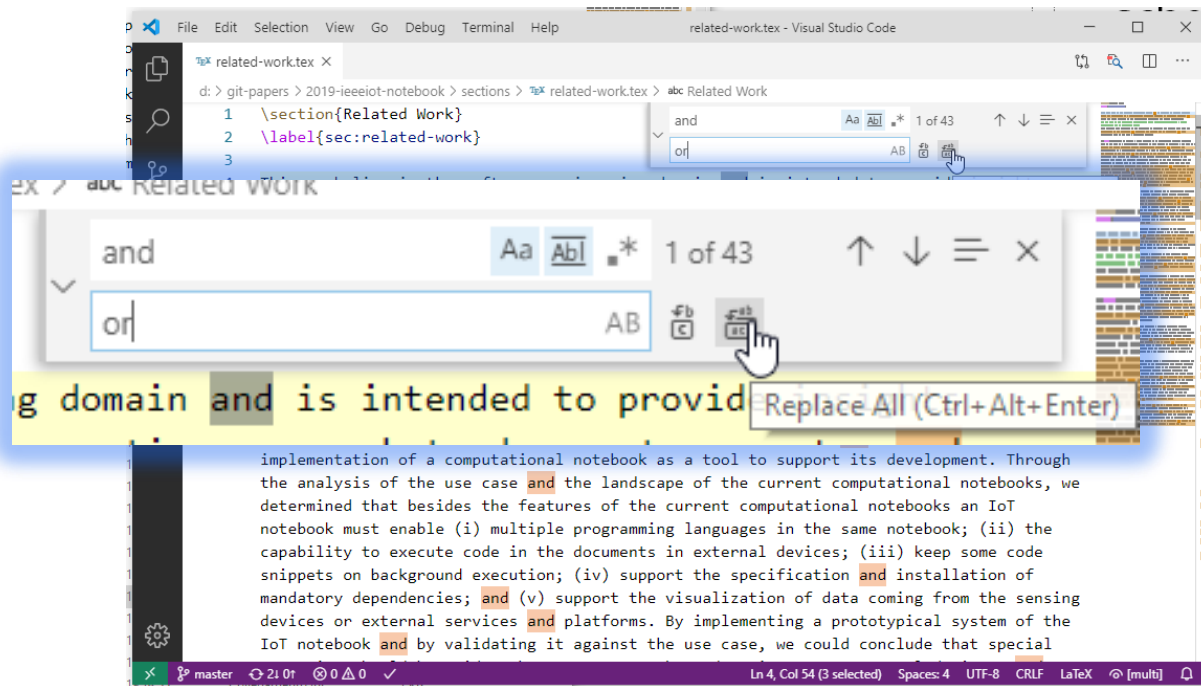 File Edit Selection View Go Debug Terminal Help related-work.tex - Visual Studio Code
TEX related-work.tex
d: > git-papers > 2019-ieeeiot-notebook > sections > TEX related-work.tex > abc Related Work
1 \section{Related Work}
2 \label{sec:related-work}
3
and Aa Abl .* 1 of 43
or AB
ex > abc Related Work
and Aa Abl .* 1 of 43
or AB
g domain and is intended to provide
Replace All (Ctrl+Alt+Enter)
implementation of a computational notebook as a tool to support its development. Through
the analysis of the use case and the landscape of the current computational notebooks, we
determined that besides the features of the current computational notebooks an IoT
notebook must enable (i) multiple programming languages in the same notebook; (ii) the
capability to execute code in the documents in external devices; (iii) keep some code
snippets on background execution; (iv) support the specification and installation of
mandatory dependencies; and (v) support the visualization of data coming from the sensing
devices or external services and platforms. By implementing a prototypical system of the
IoT notebook and by validating it against the use case, we could conclude that special
master 2↓ 0↑ 0 0 Ln 4, Col 54 (3 selected) Spaces: 4 UTF-8 CRLF LaTeX [multi]